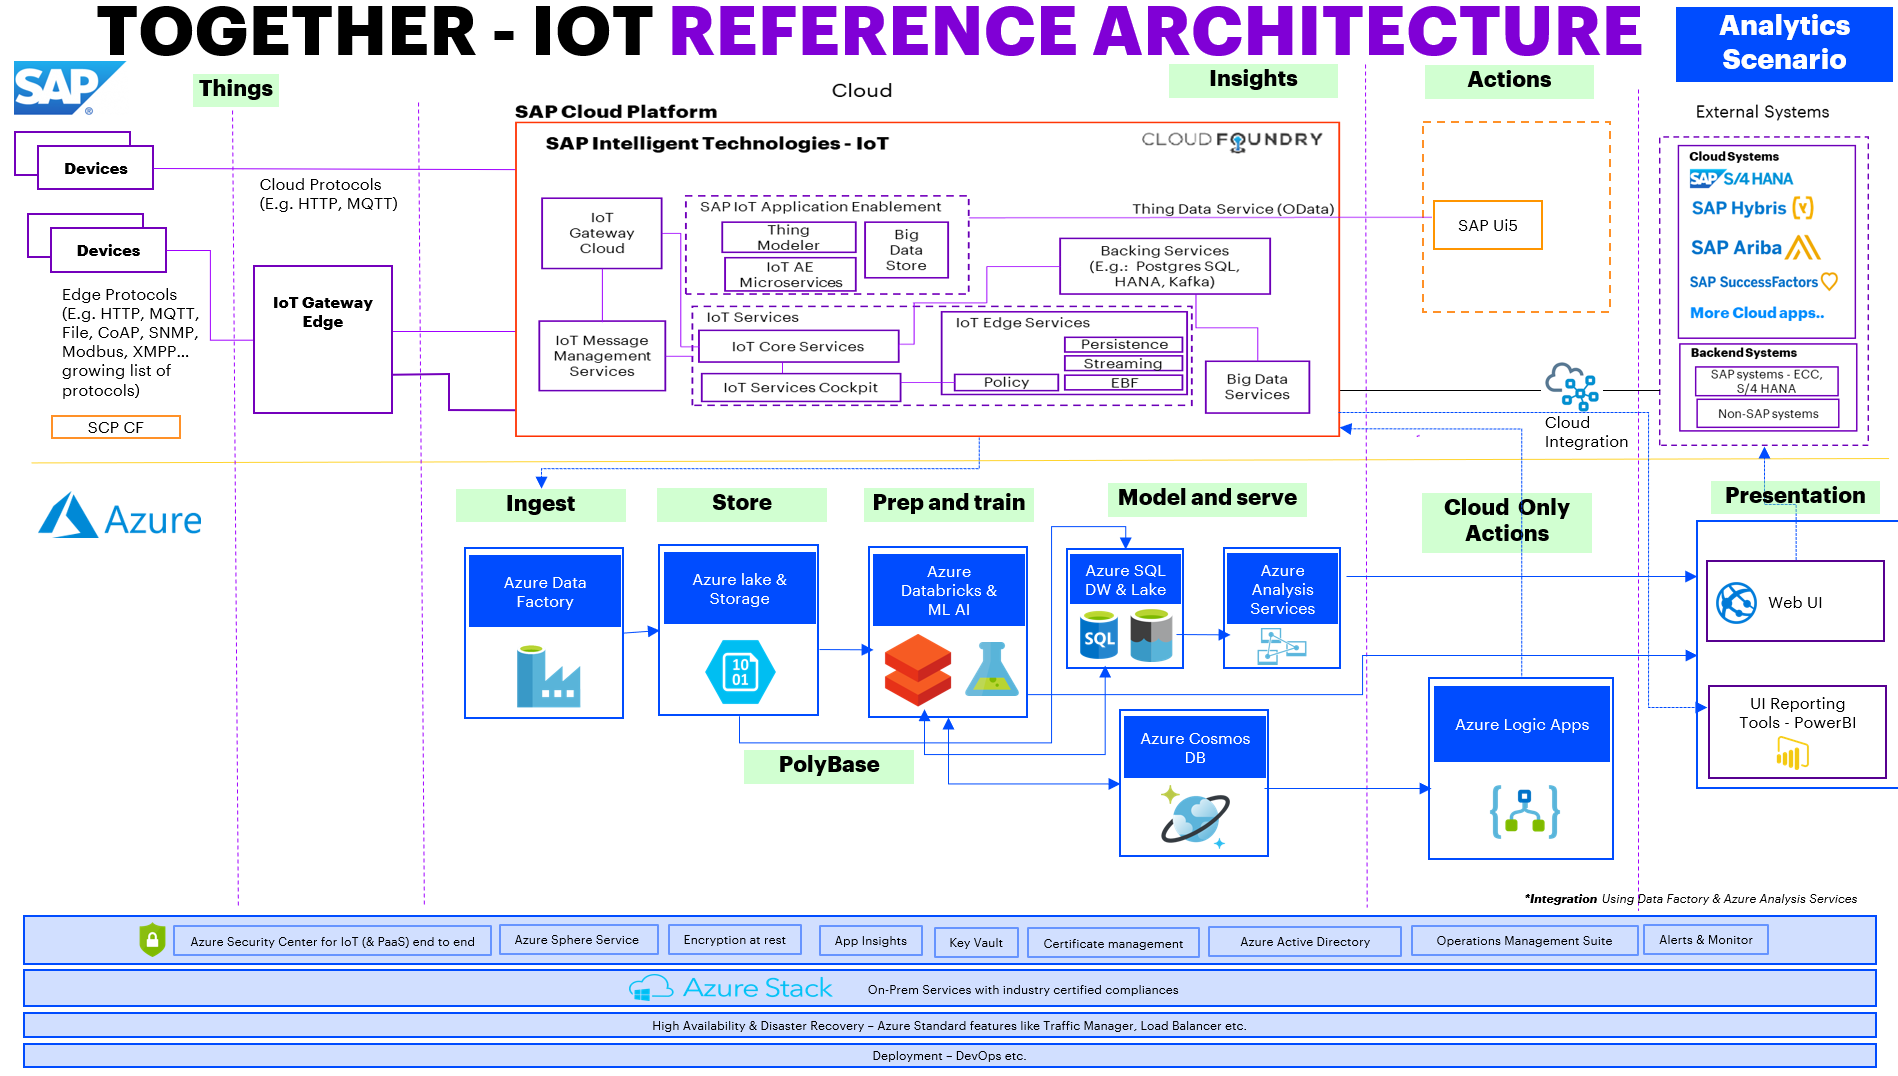 TOGETHER - IOT REFERENCE ARCHITECTURE
Analytics
Scenario
SAP
®
Things
Cloud
Insights
Actions
External Systems
SAP Cloud Platform
SAP Intelligent Technologies - IoT
CLOUD FOUNDRY
Devices
Cloud Protocols
(E.g. HTTP, MQTT)
Devices
Edge Protocols
(E.g. HTTP, MQTT,
File, CoAP, SNMP,
Modbus, XMPP...
growing list of
protocols)
SCP CF
IoT Gateway
Edge
IoT
Gateway
Cloud
IoT Message
Management
Services
SAP IoT Application Enablement
Thing
Modeler
IoT AE
Microservices
Big
Data
Store
Thing Data Service (OData)
Backing Services
(E.g.: Postgres SQL,
HANA, Kafka)
IoT Services
IoT Core Services
IoT Services Cockpit
IoT Edge Services
Persistence
Streaming
Policy
EBF
Big Data
Services
SAP Ui5
Cloud Systems
SAP S/4 HANA
SAP Hybris
SAP Ariba
SAP SuccessFactors
More Cloud apps..
Backend Systems
SAP systems - ECC,
S/4 HANA
Non-SAP systems
Cloud
Integration
Azure
Ingest
Store
Prep and train
Model and serve
Cloud Only
Actions
Presentation
Azure Data
Factory
Azure lake &
Storage
10
01
Azure
Databricks &
ML AI
Azure SQL
DW & Lake
SQL
Azure
Analysis
Services
Web UI
UI Reporting
Tools - PowerBI
PolyBase
Azure Cosmos
DB
Azure Logic Apps
*Integration Using Data Factory & Azure Analysis Services
Azure Security Center for IoT (& PaaS) end to end
Azure Sphere Service
Encryption at rest
App Insights
Key Vault
Certificate management
Azure Active Directory
Operations Management Suite
Alerts & Monitor
Azure Stack
On-Prem Services with industry certified compliances
High Availability & Disaster Recovery – Azure Standard features like Traffic Manager, Load Balancer etc.
Deployment – DevOps etc.